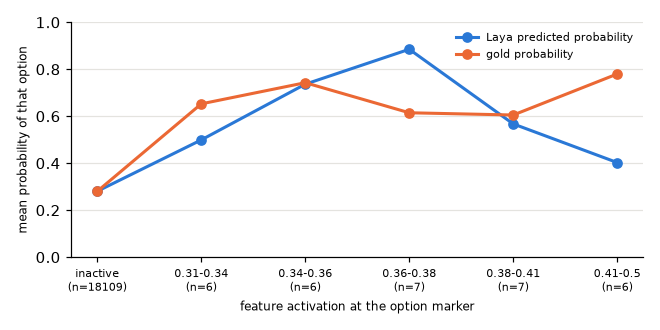 1.0
0.8
0.6
0.4
0.2
0.0
mean probability of that option
Laya predicted probability
gold probability
inactive
(n=18109)
0.31-0.34
(n=6)
0.34-0.36
(n=6)
0.36-0.38
(n=7)
0.38-0.41
(n=7)
0.41-0.5
(n=6)
feature activation at the option marker